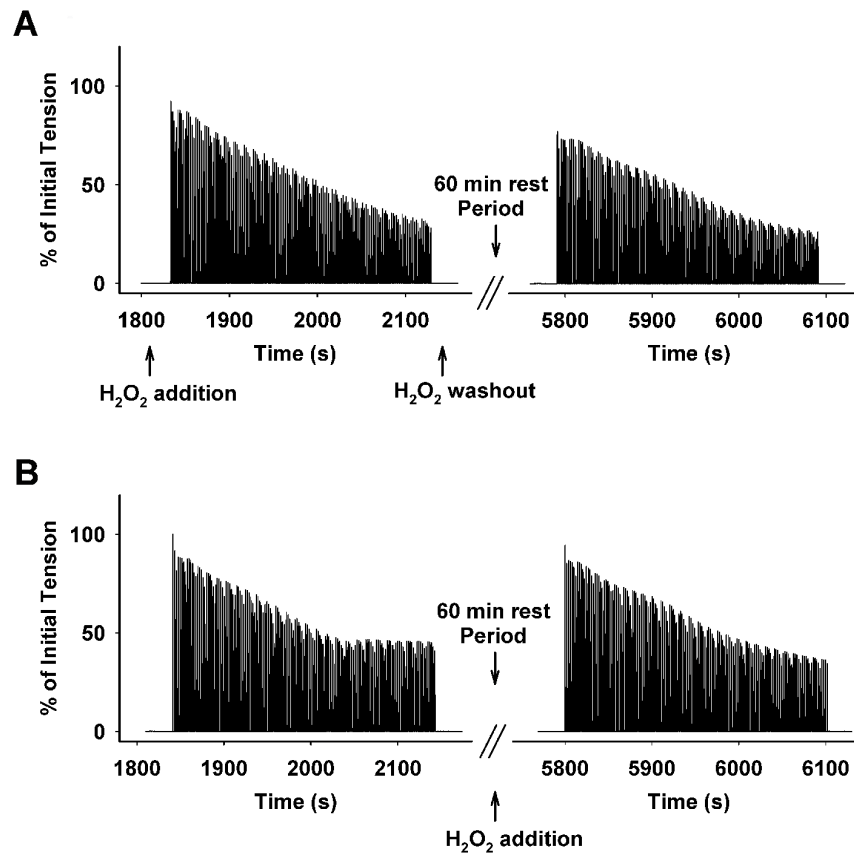 A
% of Initial Tension
100
50
0
60 min rest
Period
1800 1900 2000 2100 5800 5900 6000 6100
Time (s) Time (s)
H₂O₂ addition H₂O₂ washout
B
% of Initial Tension
100
50
0
60 min rest
Period
1800 1900 2000 2100 5800 5900 6000 6100
Time (s) Time (s)
H₂O₂ addition